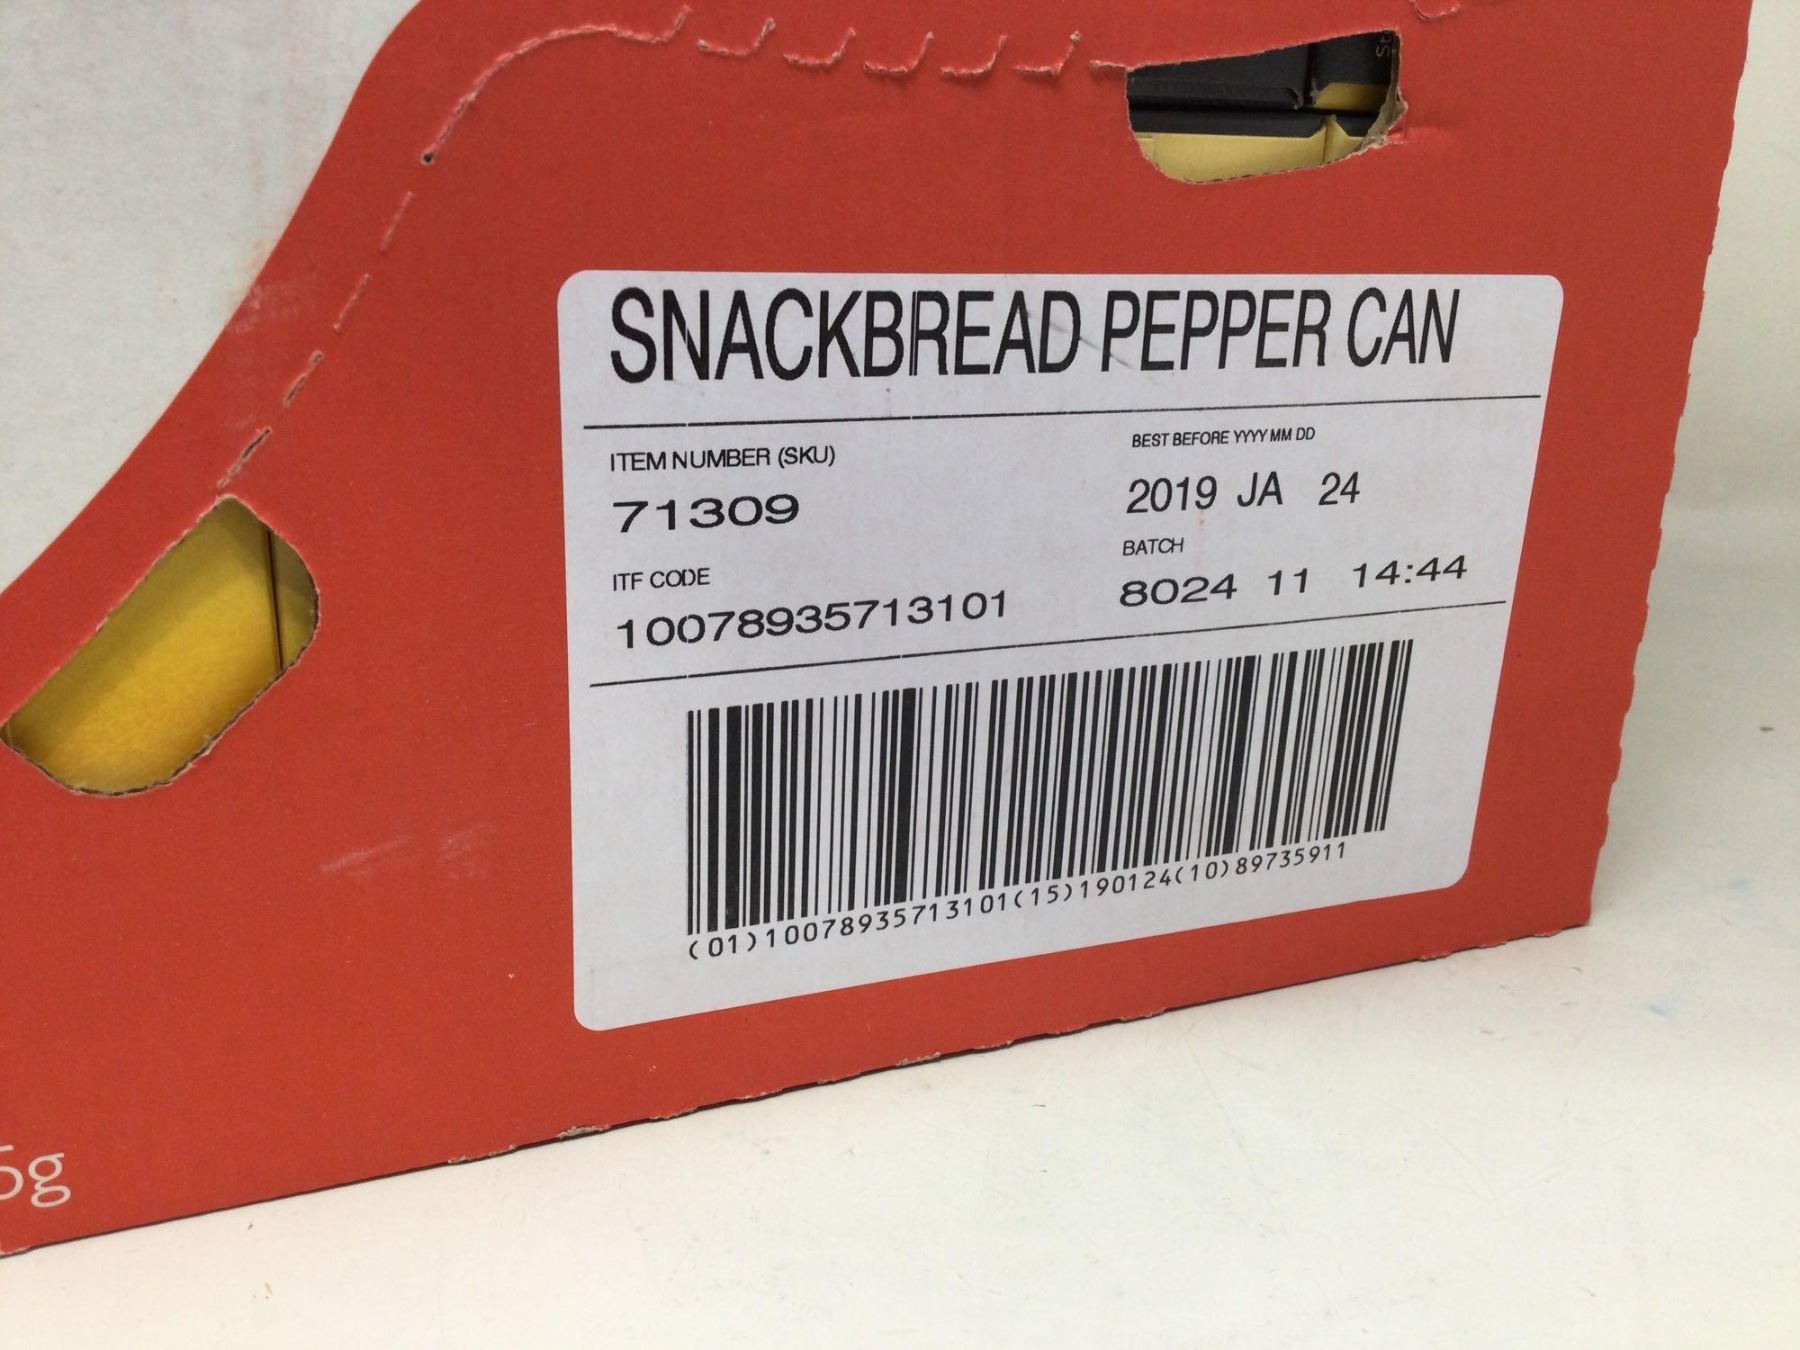 SNACKBREAD PEPPER CAN
ITEM NUMBER (SKU)
71309
BEST BEFORE YYYY MM DD
2019 JA 24
ITF CODE
10078935713101
BATCH
8024 11 14:44
(01)10078935713101(15)190124(10)89735911
5g